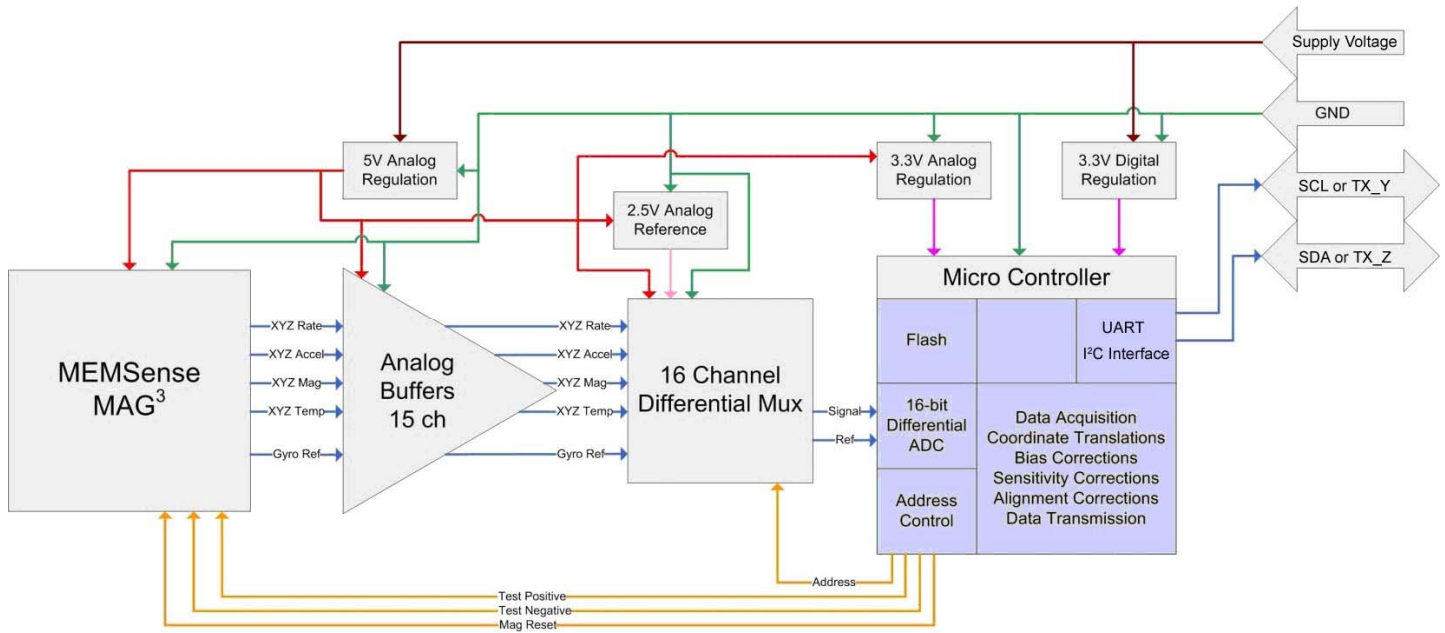 Supply Voltage
GND
5V Analog
Regulation
3.3V Analog
Regulation
3.3V Digital
Regulation
SCL or TX_Y
2.5V Analog
Reference
SDA or TX_Z
MEMSense
MAG³
XYZ Rate
XYZ Accel
XYZ Mag
XYZ Temp
Gyro Ref
Analog
Buffers
15 ch
XYZ Rate
XYZ Accel
XYZ Mag
XYZ Temp
Gyro Ref
16 Channel
Differential Mux
Signal
Ref
Micro Controller
Flash
UART
I²C Interface
16-bit
Differential
ADC
Data Acquisition
Coordinate Translations
Bias Corrections
Sensitivity Corrections
Alignment Corrections
Data Transmission
Address
Control
Address
Test Positive
Test Negative
Mag Reset